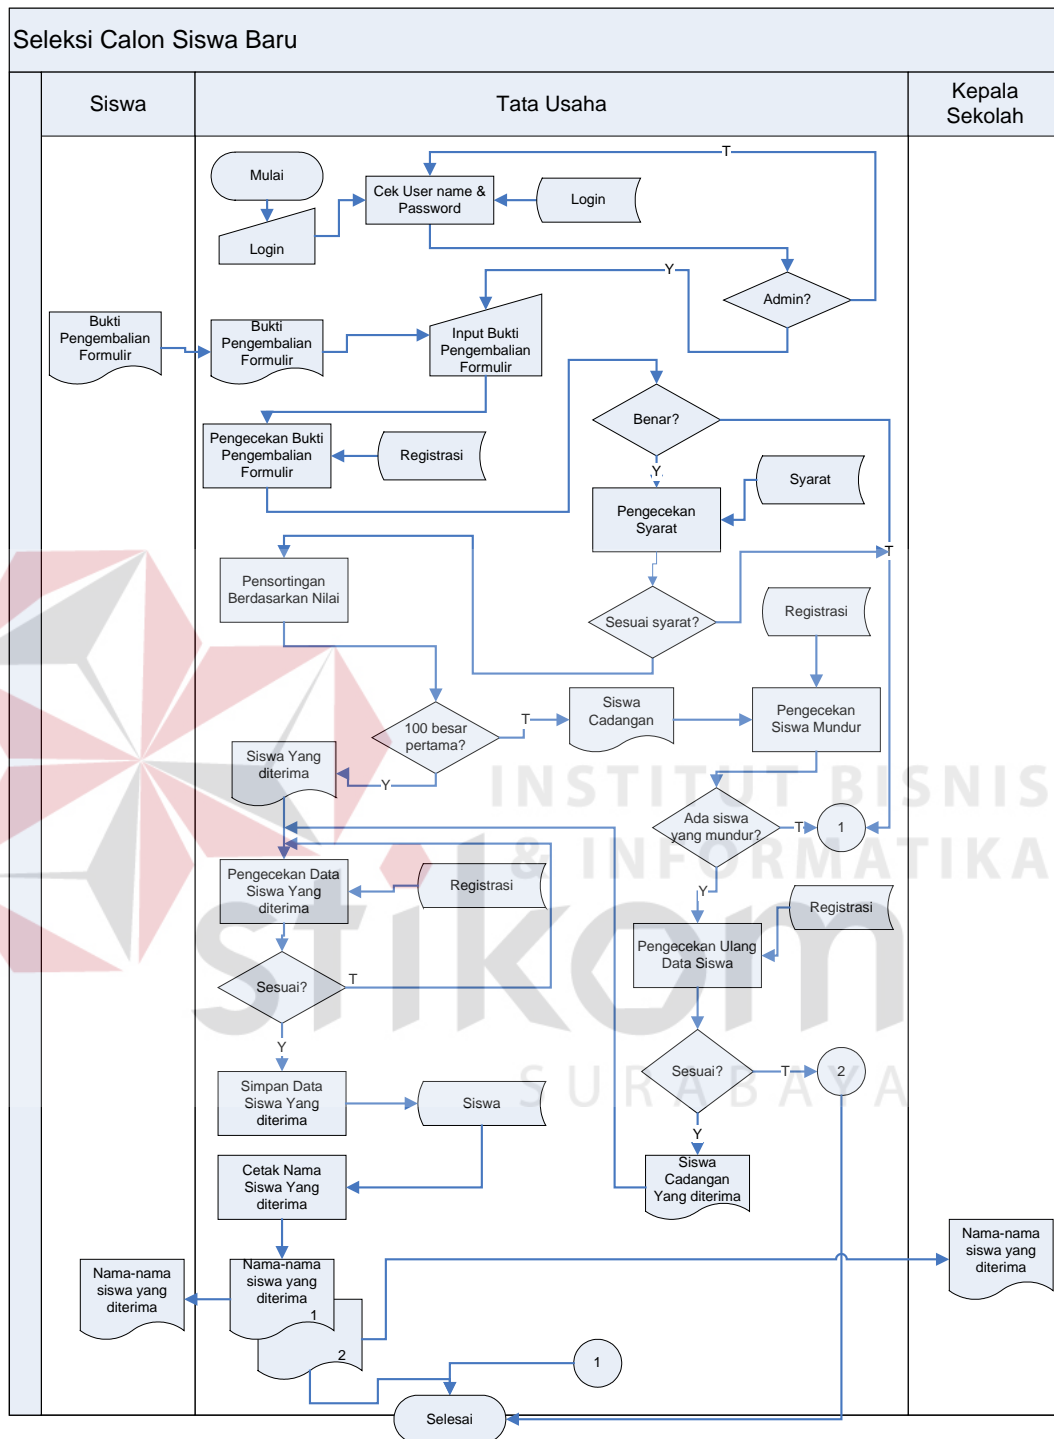 Seleksi Calon Siswa Baru
Siswa
Tata Usaha
Kepala
Sekolah
T
Mulai
Cek User name &
Password
Login
Login
Y
Admin?
Bukti
Pengembalian
Formulir
Bukti
Pengembalian
Formulir
Input Bukti
Pengembalian
Formulir
Benar?
Pengecekan Bukti
Pengembalian
Formulir
Registrasi
Y
Syarat
Pengecekan
Syarat
T
Pensortingan
Berdasarkan Nilai
Sesuai syarat?
Registrasi
Siswa
Cadangan
Pengecekan
Siswa Mundur
100 besar
pertama?
T
Siswa Yang
diterima
Y
INSTITUT BISNIS
& INFORMATIKA
Ada siswa
yang mundur?
T
1
Pengecekan Data
Siswa Yang
diterima
Registrasi
Y
Registrasi
stikom
Pengecekan Ulang
Data Siswa
Sesuai?
T
Y
Sesuai?
T
2
SURABAYA
Simpan Data
Siswa Yang
diterima
Siswa
Y
Cetak Nama
Siswa Yang
diterima
Siswa
Cadangan
Yang diterima
Nama-nama
siswa yang
diterima
Nama-nama
siswa yang
diterima
1
2
Nama-nama
siswa yang
diterima
1
Selesai